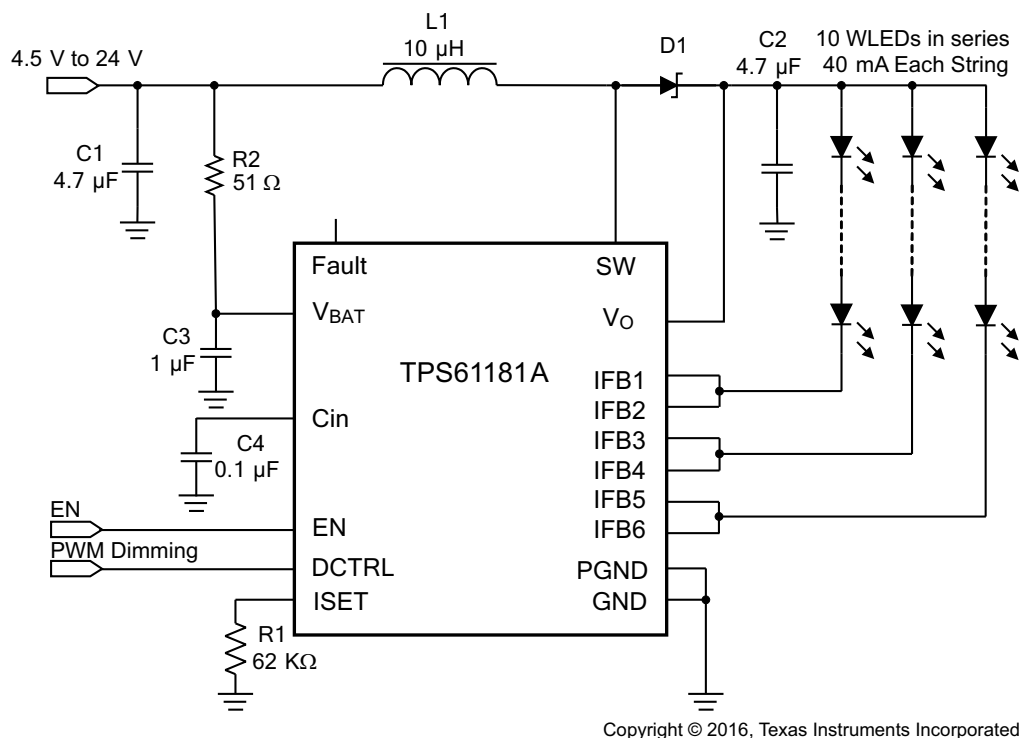 L1
10 µH
4.5 V to 24 V
D1
C2
4.7 µF
10 WLEDs in series
40 mA Each String
C1
4.7 µF
R2
51 Ω
Fault
SW
VBAT
VO
C3
1 µF
TPS61181A
IFB1
IFB2
Cin
C4
0.1 µF
IFB3
IFB4
IFB5
IFB6
EN
EN
PWM Dimming
DCTRL
PGND
ISET
GND
R1
62 KΩ
Copyright © 2016, Texas Instruments Incorporated